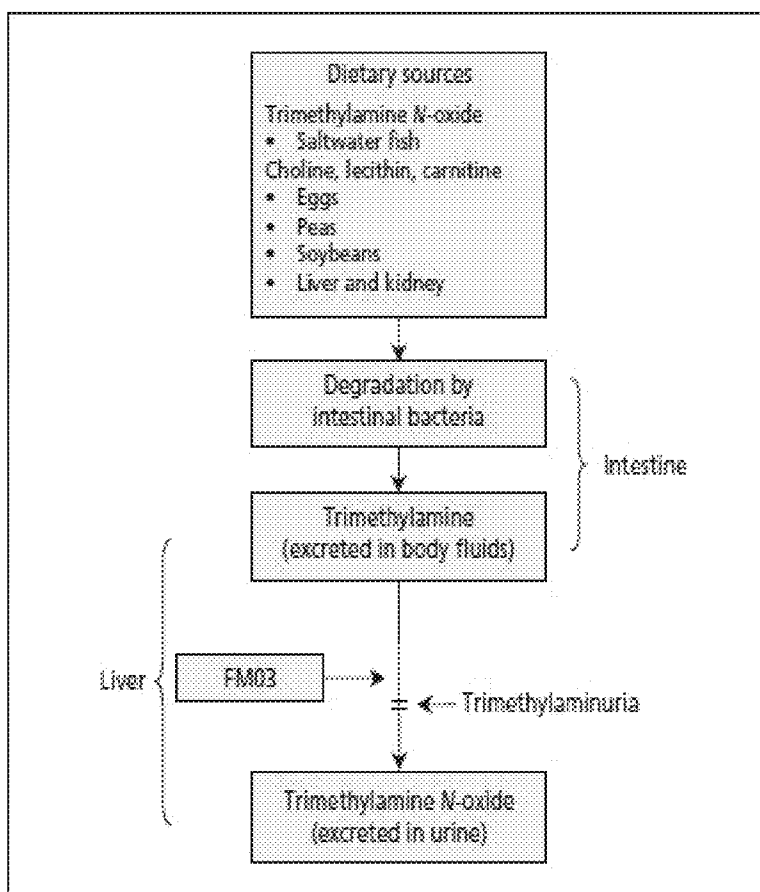 Dietary sources
Trimethylamine N-oxide
• Saltwater fish
Choline, lecithin, carnitine
• Eggs
• Peas
• Soybeans
• Liver and kidney
Degradation by
intestinal bacteria
Intestine
Trimethylamine
(excreted in body fluids)
Liver
FM03
Trimethylaminuria
Trimethylamine N-oxide
(excreted in urine)